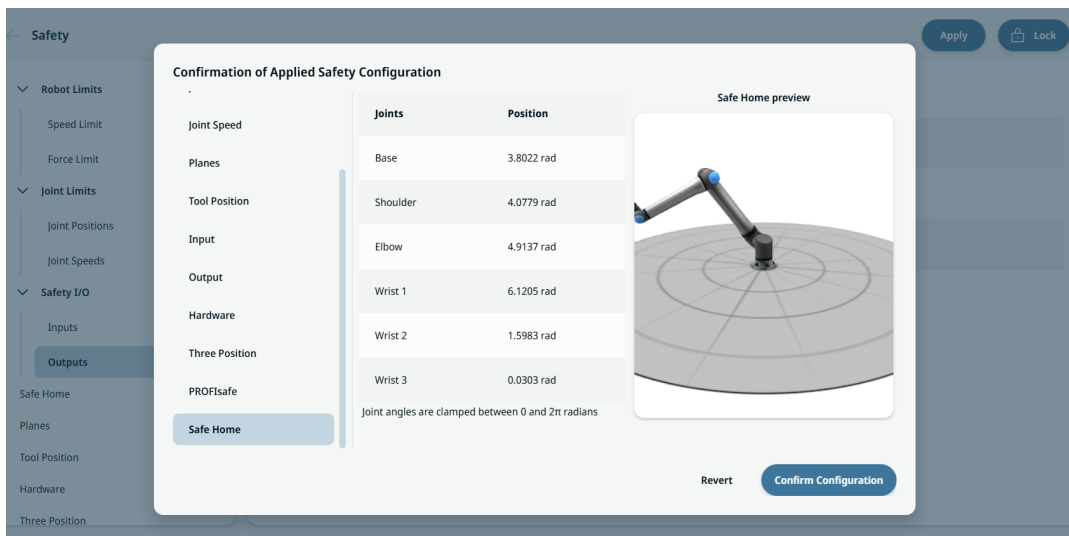 Safety
Apply
Lock
Robot Limits
Speed Limit
Force Limit
Joint Limits
Joint Positions
Joint Speeds
Safety I/O
Inputs
Outputs
Safe Home
Planes
Tool Position
Hardware
Three Position
Confirmation of Applied Safety Configuration
Joint Speed
Planes
Tool Position
Input
Output
Hardware
Three Position
PROFIsafe
Safe Home
Joints Position
Base 3.8022 rad
Shoulder 4.0779 rad
Elbow 4.9137 rad
Wrist 1 6.1205 rad
Wrist 2 1.5983 rad
Wrist 3 0.0303 rad
Joint angles are clamped between 0 and 2π radians
Safe Home preview
Revert
Confirm Configuration